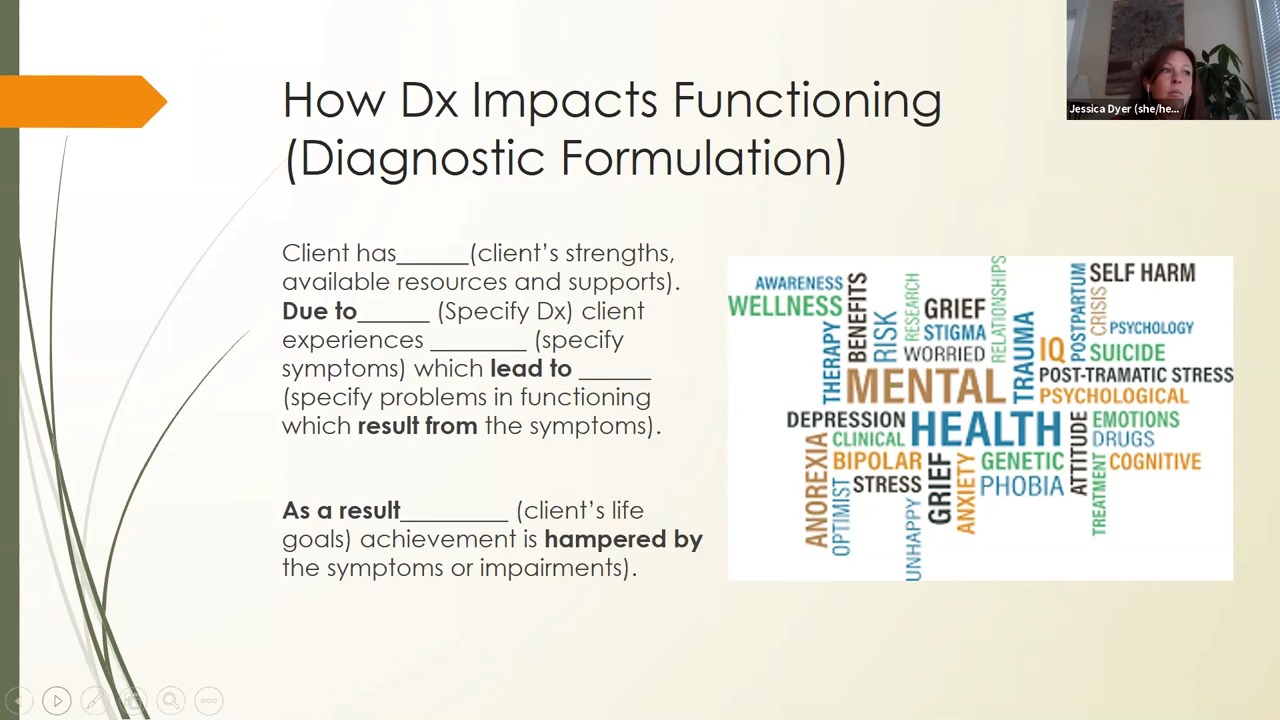 How Dx Impacts Functioning
(Diagnostic Formulation)
Client has______(client's strengths,
available resources and supports).
Due to______ (Specify Dx) client
experiences ________ (specify
symptoms) which lead to ______
(specify problems in functioning
which result from the symptoms).
As a result_________ (client's life
goals) achievement is hampered by
the symptoms or impairments).
Jessica Dyer (she/he...
AWARENESS
WELLNESS
THERAPY
BENEFITS
RISK
RESEARCH
GRIEF
STIGMA
WORRIED
RELATIONSHIPS
TRAUMA
IQ
POSTPARTUM
CRISIS
SELF HARM
PSYCHOLOGY
SUICIDE
POST-TRAMATIC STRESS
PSYCHOLOGICAL
MENTAL
HEALTH
DEPRESSION
CLINICAL
BIPOLAR
STRESS
ANOREXIA
OPTIMIST
UNHAPPY
GRIEF
ANXIETY
GENETIC
PHOBIA
ATTITUDE
EMOTIONS
DRUGS
COGNITIVE
TREATMENT